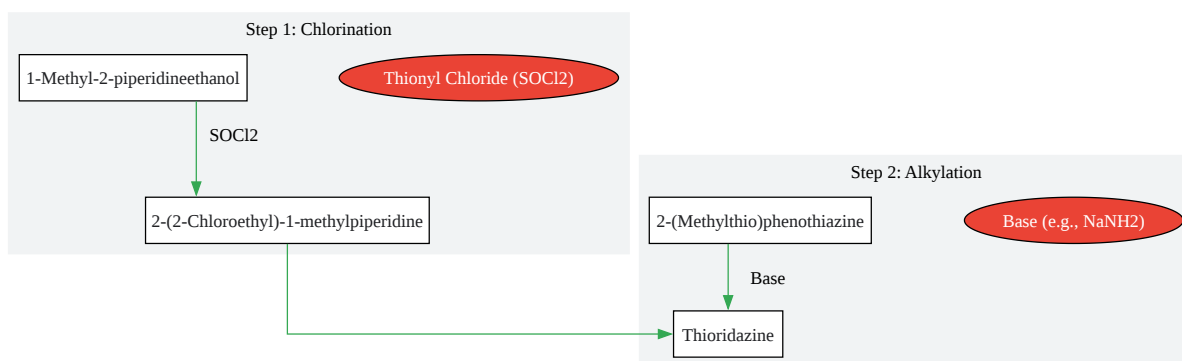 Step 1: Chlorination
1-Methyl-2-piperidineethanol
Thionyl Chloride (SOCl2)
SOCl2
2-(2-Chloroethyl)-1-methylpiperidine
Step 2: Alkylation
2-(Methylthio)phenothiazine
Base (e.g., NaNH2)
Base
Thioridazine